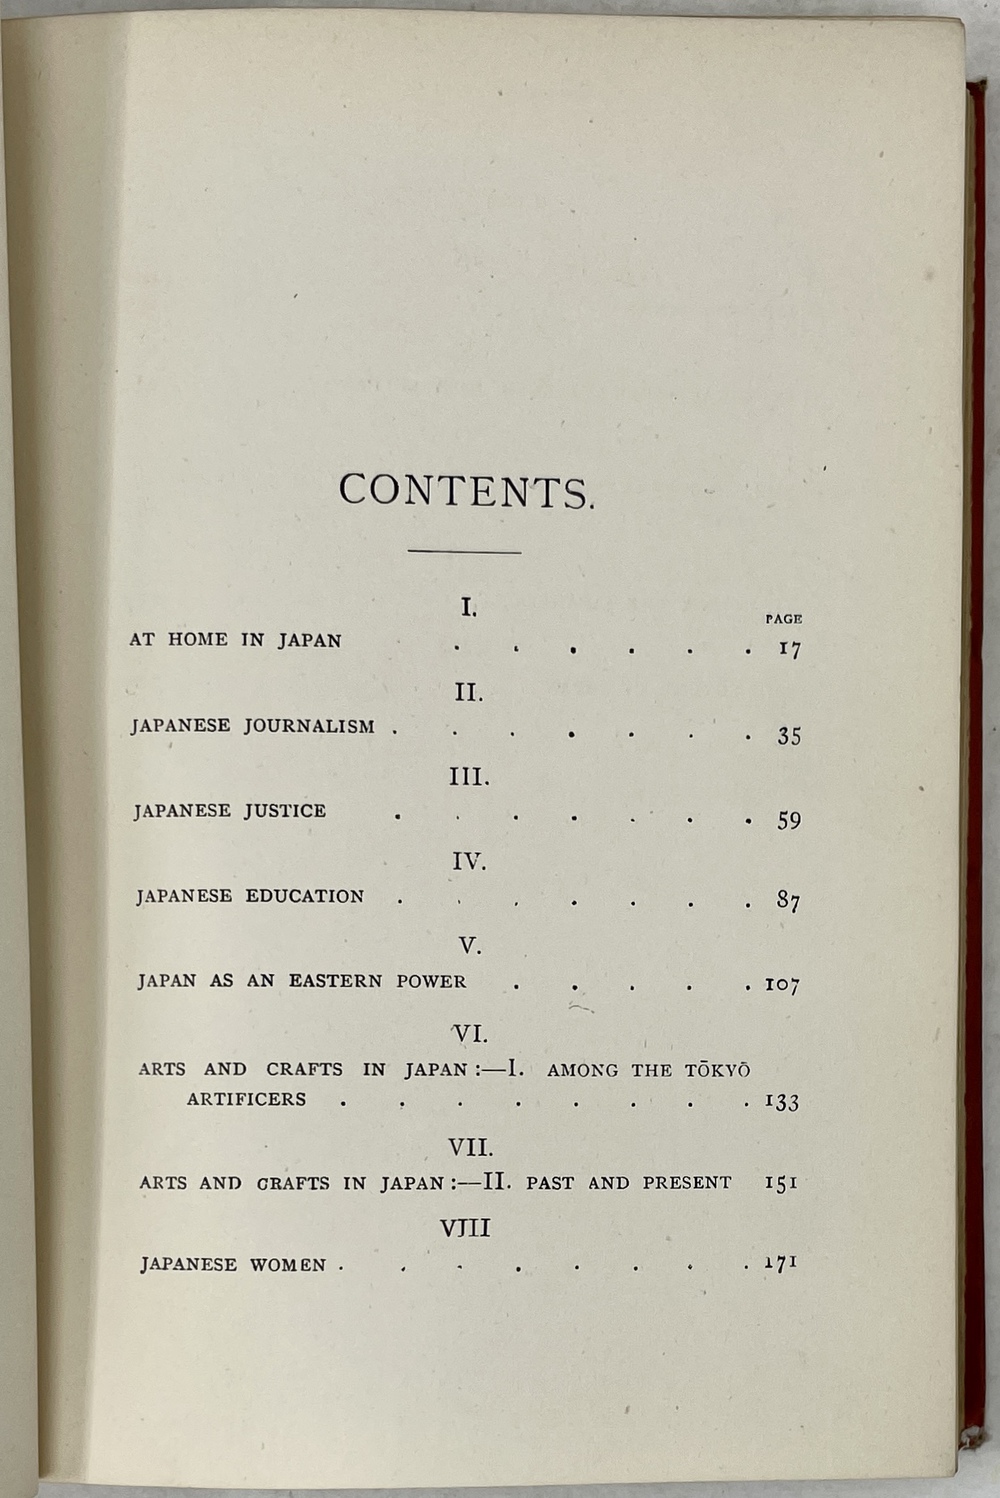 CONTENTS.
I.
PAGE
AT HOME IN JAPAN . . . . . . 17
II.
JAPANESE JOURNALISM . . . . . . . 35
III.
JAPANESE JUSTICE . . . . . . . 59
IV.
JAPANESE EDUCATION . . . . . . . 87
V.
JAPAN AS AN EASTERN POWER . . . . . 107
VI.
ARTS AND CRAFTS IN JAPAN :—I. AMONG THE TŌKYŌ
ARTIFICERS . . . . . . . . 133
VII.
ARTS AND CRAFTS IN JAPAN :—II. PAST AND PRESENT 151
VIII
JAPANESE WOMEN . . . . . . . . 171